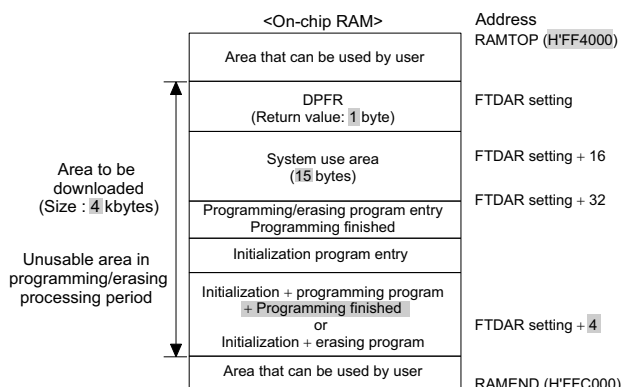 <On-chip RAM>
Address
RAMTOP (H'FF4000)
Area that can be used by user
DPFR
(Return value: 1 byte)
FTDAR setting
System use area
(15 bytes)
FTDAR setting + 16
Area to be
downloaded
(Size : 4 kbytes)
FTDAR setting + 32
Programming/erasing program entry
Programming finished
Initialization program entry
Unusable area in
programming/erasing
processing period
Initialization + programming program
+ Programming finished
or
Initialization + erasing program
FTDAR setting + 4
Area that can be used by user
RAMEND (H'FFC000)